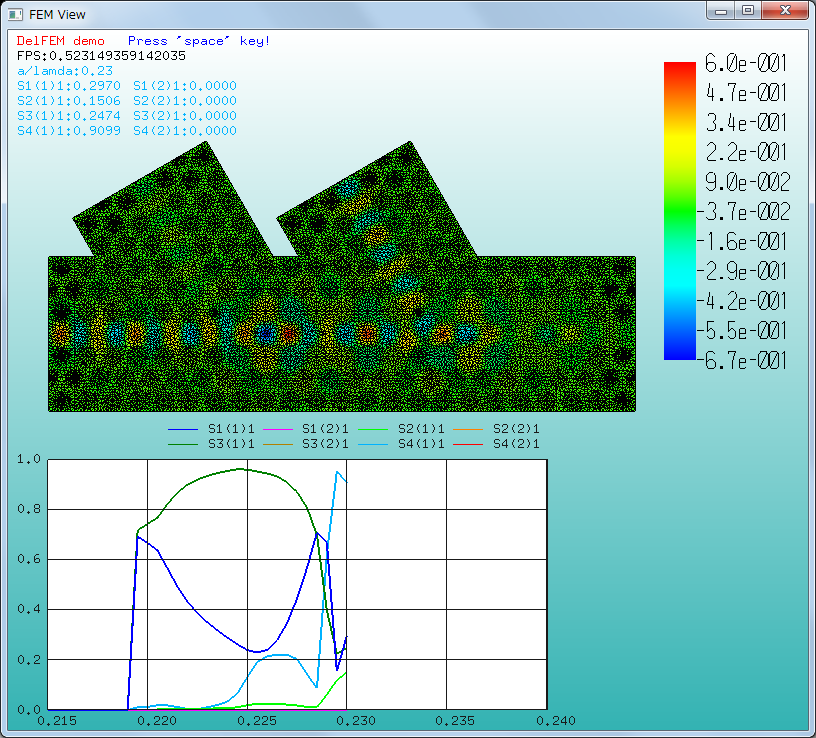 FEM View
DelFEM demo Press "space" key!
FPS:0.523149359142035
a/lamda:0.23
S1(1)1:0.2970 S1(2)1:0.0000
S2(1)1:0.1506 S2(2)1:0.0000
S3(1)1:0.2474 S3(2)1:0.0000
S4(1)1:0.9099 S4(2)1:0.0000
6.0e-001
4.7e-001
3.4e-001
2.2e-001
9.0e-002
-3.7e-002
-1.6e-001
-2.9e-001
-4.2e-001
-5.5e-001
-6.7e-001
S1(1)1 S1(2)1 S2(1)1 S2(2)1
S3(1)1 S3(2)1 S4(1)1 S4(2)1
1.0
0.8
0.6
0.4
0.2
0.0
0.215 0.220 0.225 0.230 0.235 0.240